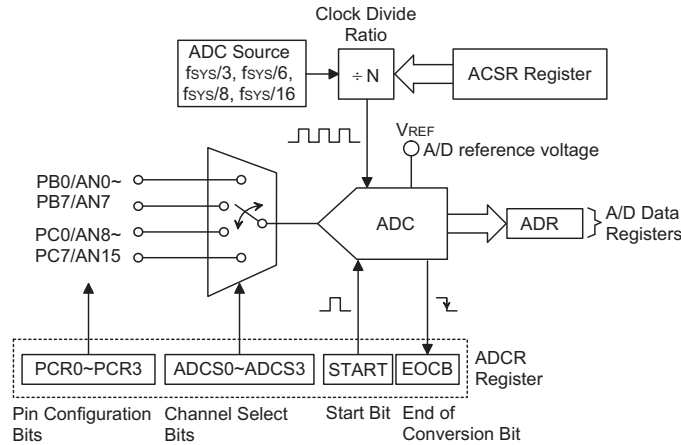 Clock Divide
Ratio
ADC Source
fSYS/3, fSYS/6,
fSYS/8, fSYS/16
÷ N
ACSR Register
VREF
A/D reference voltage
PB0/AN0~
PB7/AN7
PC0/AN8~
PC7/AN15
ADC
ADR
A/D Data
Registers
PCR0~PCR3
ADCS0~ADCS3
START
EOCB
ADCR
Register
Pin Configuration
Bits
Channel Select
Bits
Start Bit
End of
Conversion Bit